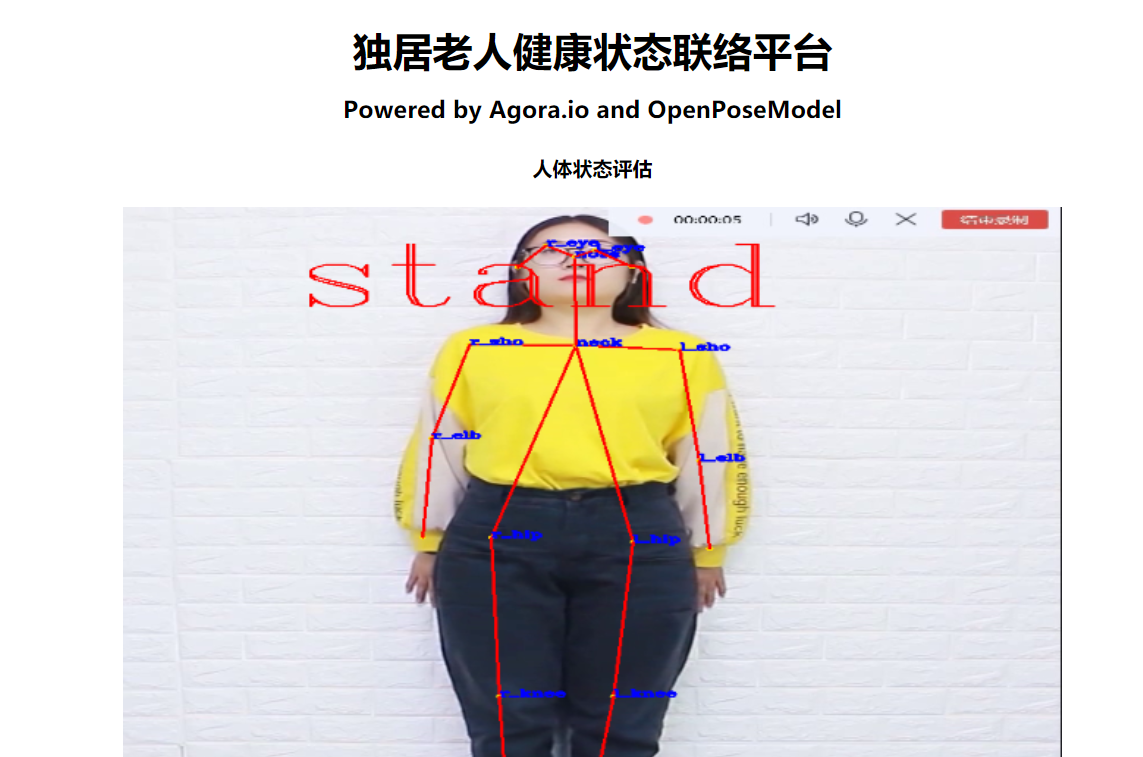 独居老人健康状态联络平台
Powered by Agora.io and OpenPoseModel
人体状态评估
00:00:05 结束录制
r_eye l_eye
nose
stand
r_sho neck l_sho
r_elb l_elb
enough luck
r_hip l_hip
r_knee l_knee